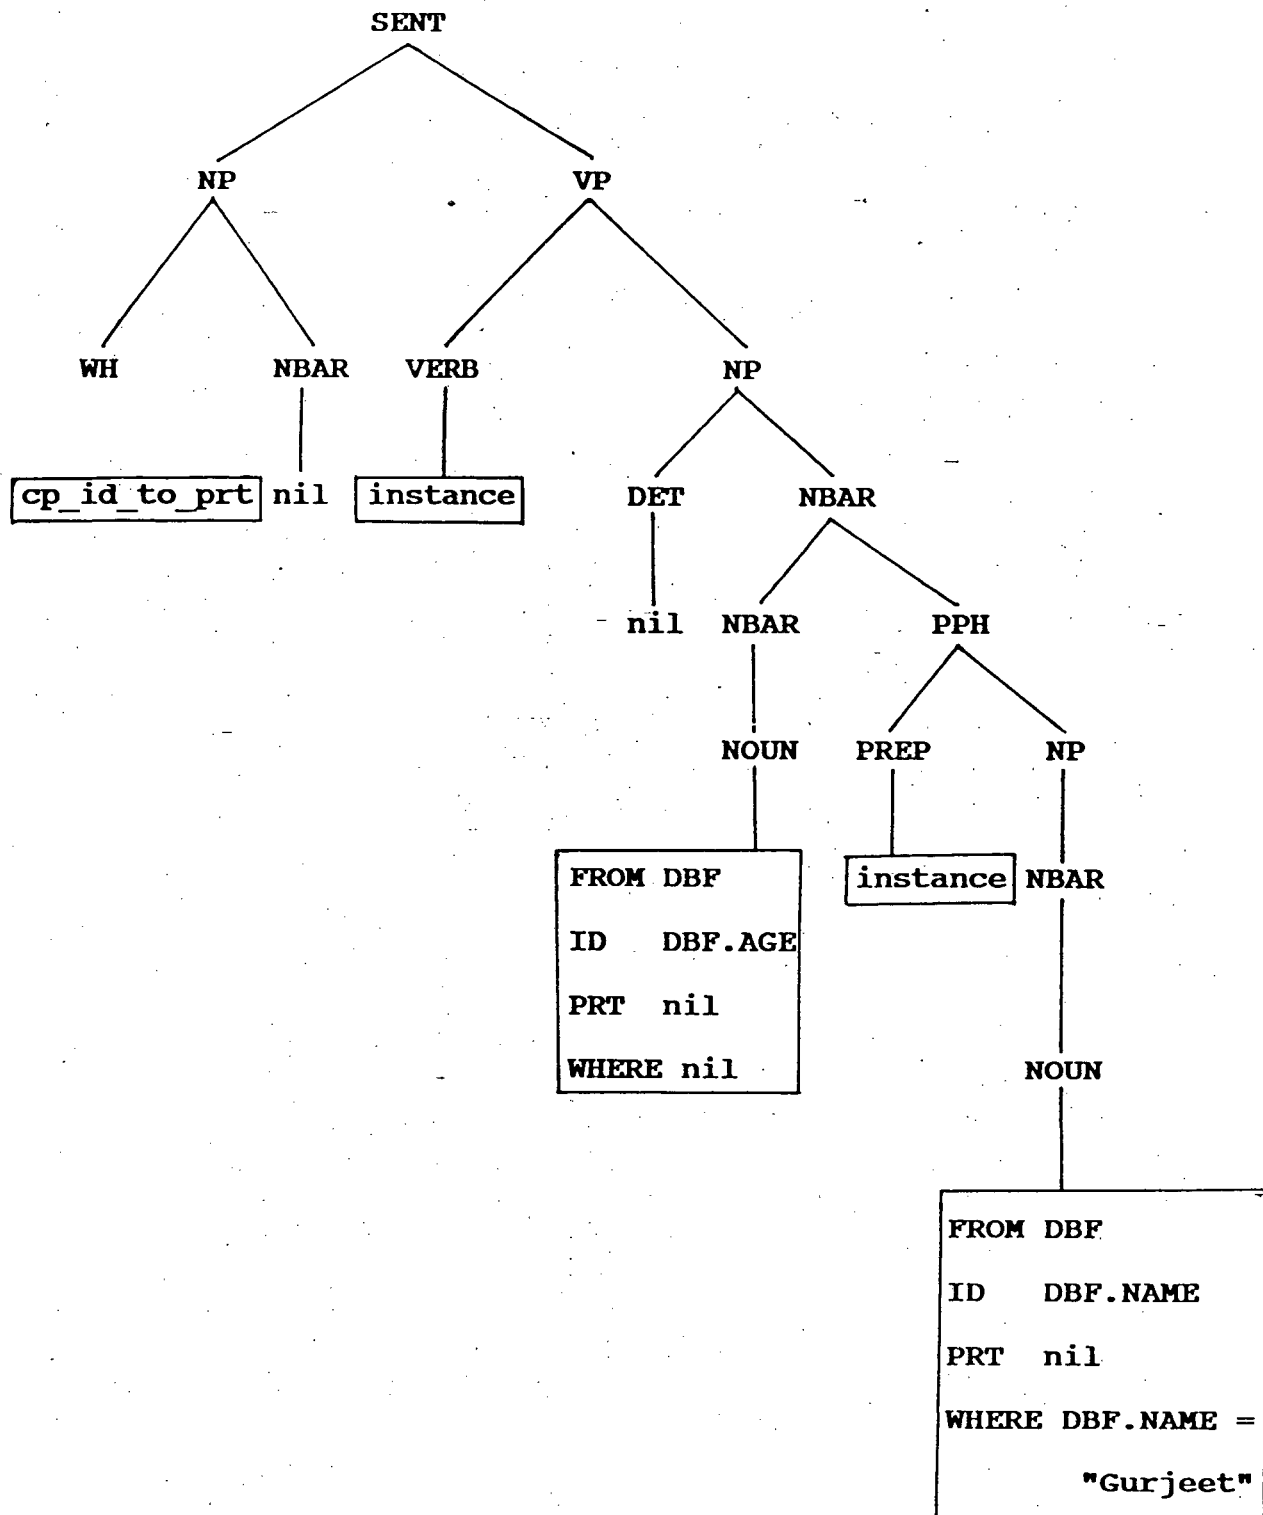 SENT
NP VP
WH NBAR VERB NP
cp_id_to_prt nil instance DET NBAR
nil NBAR PPH
NOUN PREP NP
FROM DBF instance NBAR
ID DBF.AGE
PRT nil
WHERE nil NOUN
FROM DBF
ID DBF.NAME
PRT nil
WHERE DBF.NAME =
"Gurjeet"